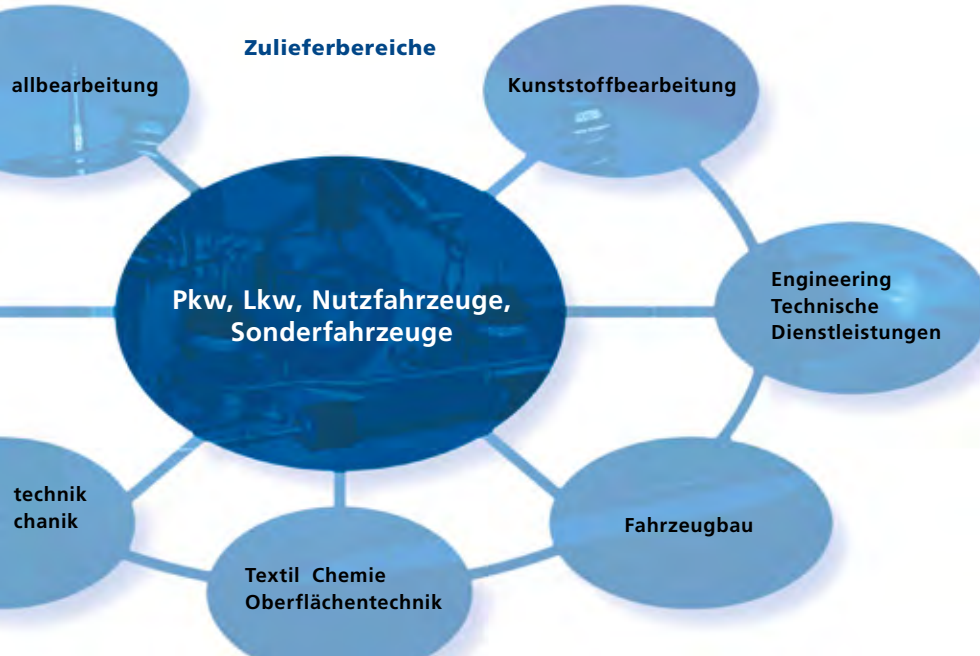 Zulieferbereiche
allbearbeitung
Kunststoffbearbeitung
Pkw, Lkw, Nutzfahrzeuge,
Sonderfahrzeuge
Engineering
Technische
Dienstleistungen
technik
chanik
Fahrzeugbau
Textil Chemie
Oberflächentechnik